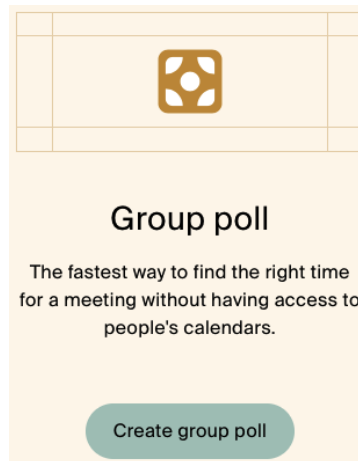 Group poll
The fastest way to find the right time
for a meeting without having access to
people's calendars.
Create group poll